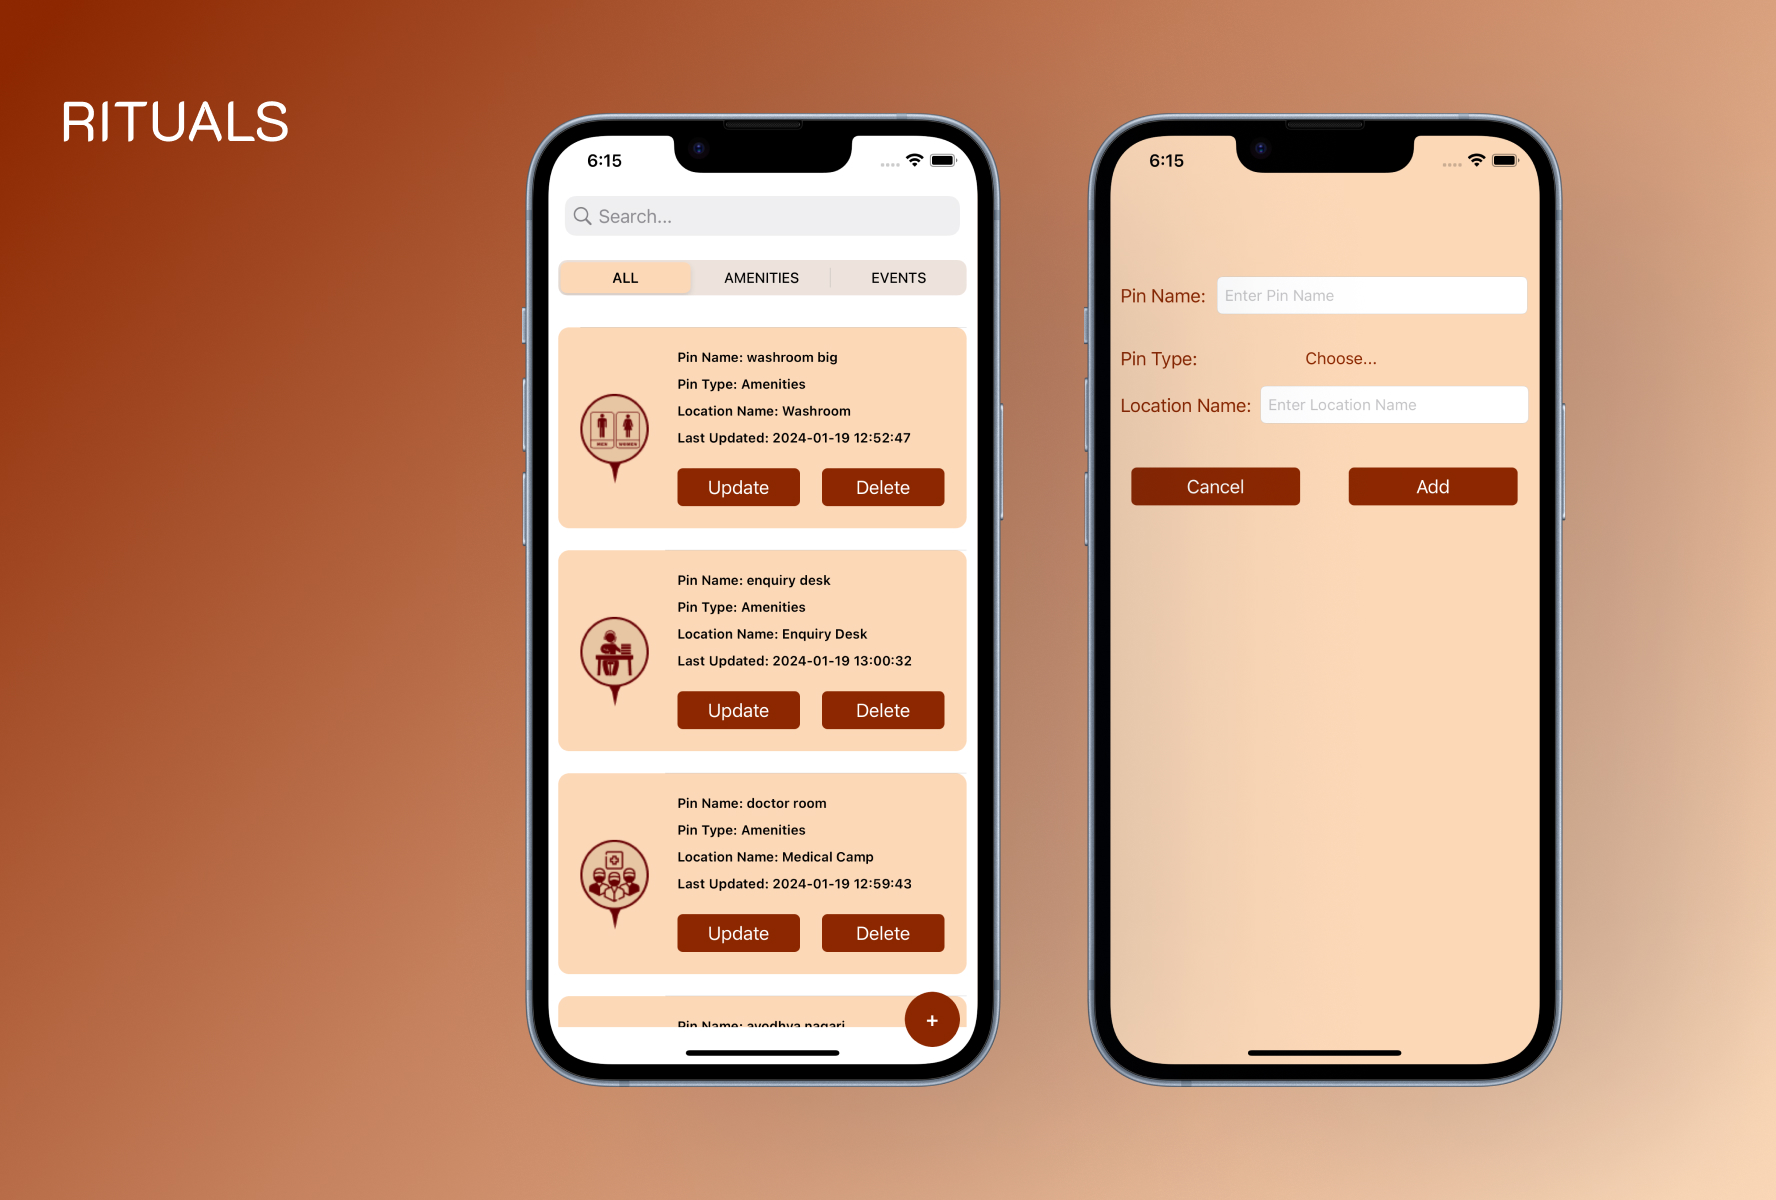 RITUALS
6:15
Search...
ALL AMENITIES EVENTS
Pin Name: washroom big
Pin Type: Amenities
Location Name: Washroom
Last Updated: 2024-01-19 12:52:47
Update Delete
MEN WOMEN
Pin Name: enquiry desk
Pin Type: Amenities
Location Name: Enquiry Desk
Last Updated: 2024-01-19 13:00:32
Update Delete
Pin Name: doctor room
Pin Type: Amenities
Location Name: Medical Camp
Last Updated: 2024-01-19 12:59:43
Update Delete
Pin Name: ayodhya nagari
+
6:15
Pin Name: Enter Pin Name
Pin Type: Choose...
Location Name: Enter Location Name
Cancel Add